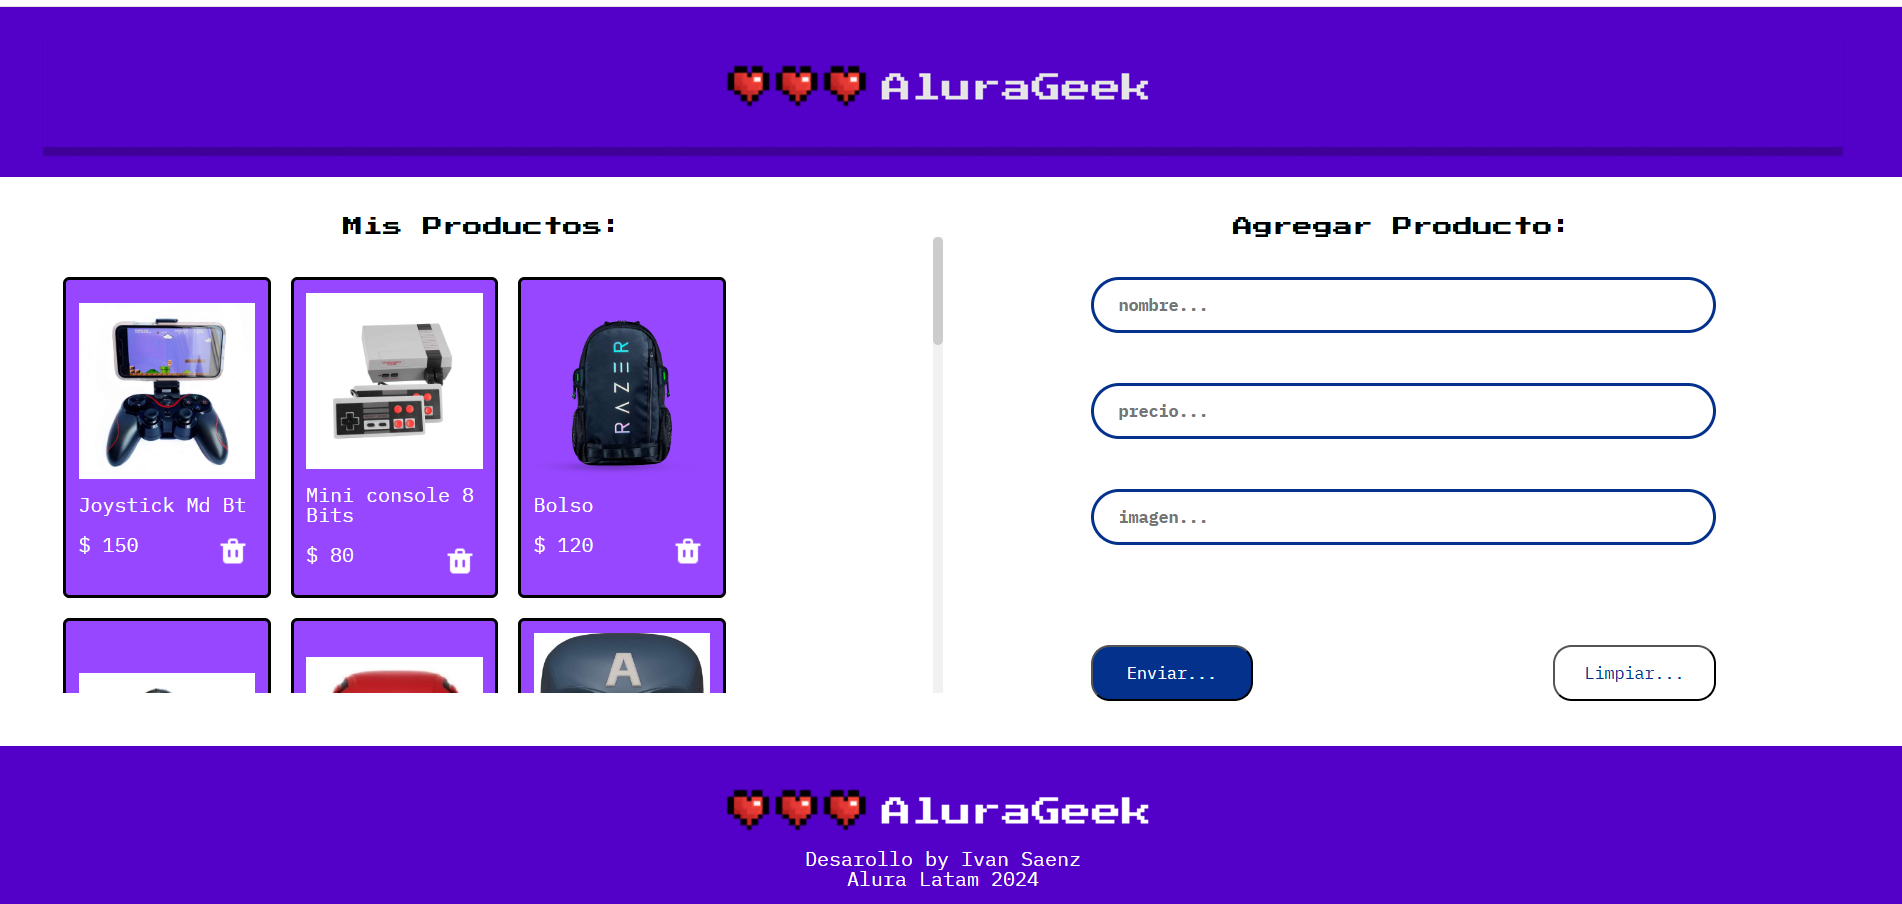 AluraGeek
Mis Productos:
Joystick Md Bt
$ 150
Mini console 8
Bits
$ 80
RAZER
Bolso
$ 120
A
Agregar Producto:
nombre...
precio...
imagen...
Enviar...
Limpiar...
AluraGeek
Desarollo by Ivan Saenz
Alura Latam 2024